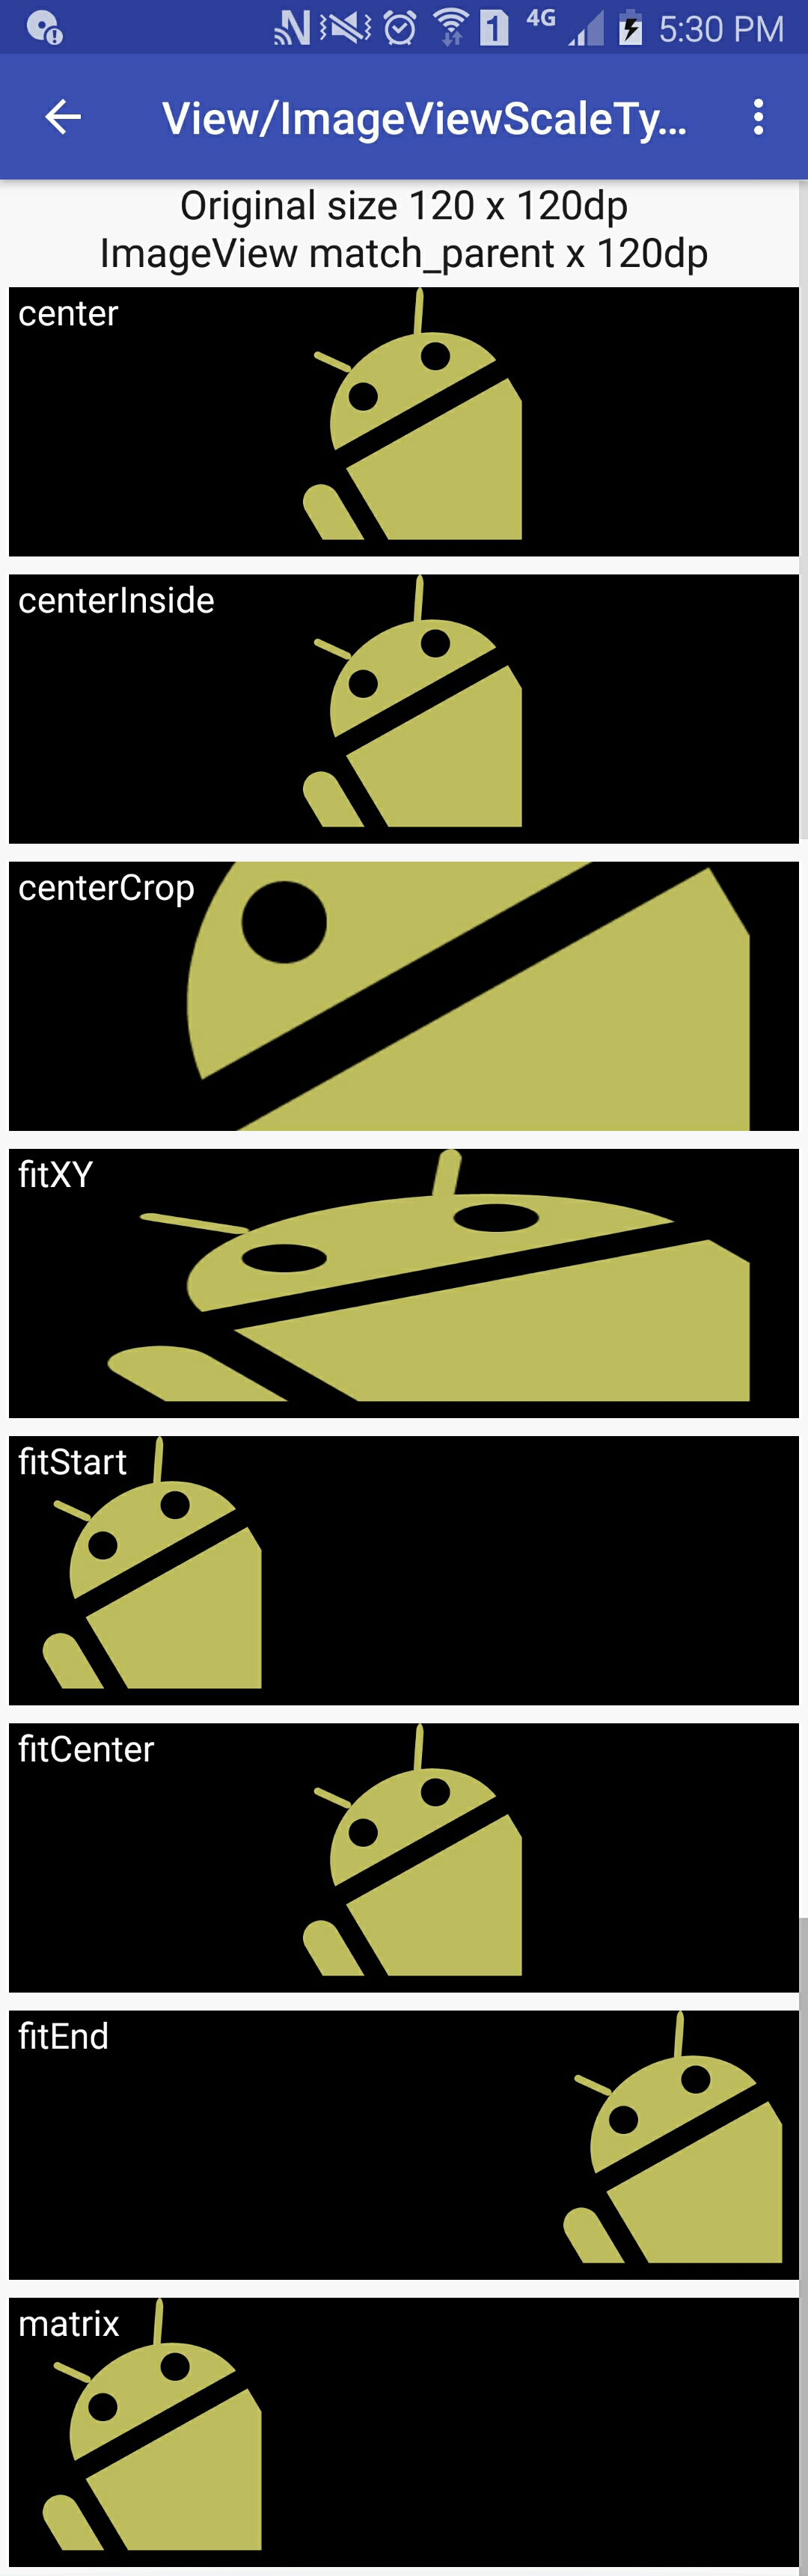 1 4G 5:30 PM
View/ImageViewScaleTy...
Original size 120 x 120dp
ImageView match_parent x 120dp
center
centerInside
centerCrop
fitXY
fitStart
fitCenter
fitEnd
matrix